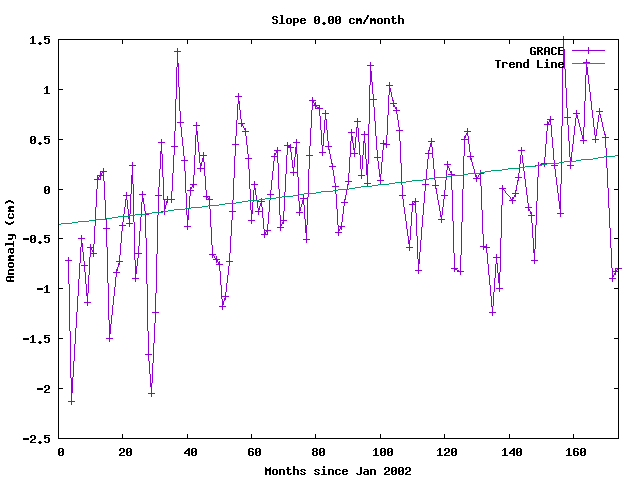 Slope 0.00 cm/month
GRACE
Trend Line
1.5
1
0.5
0
-0.5
-1
-1.5
-2
-2.5
Anomaly (cm)
0 20 40 60 80 100 120 140 160
Months since Jan 2002